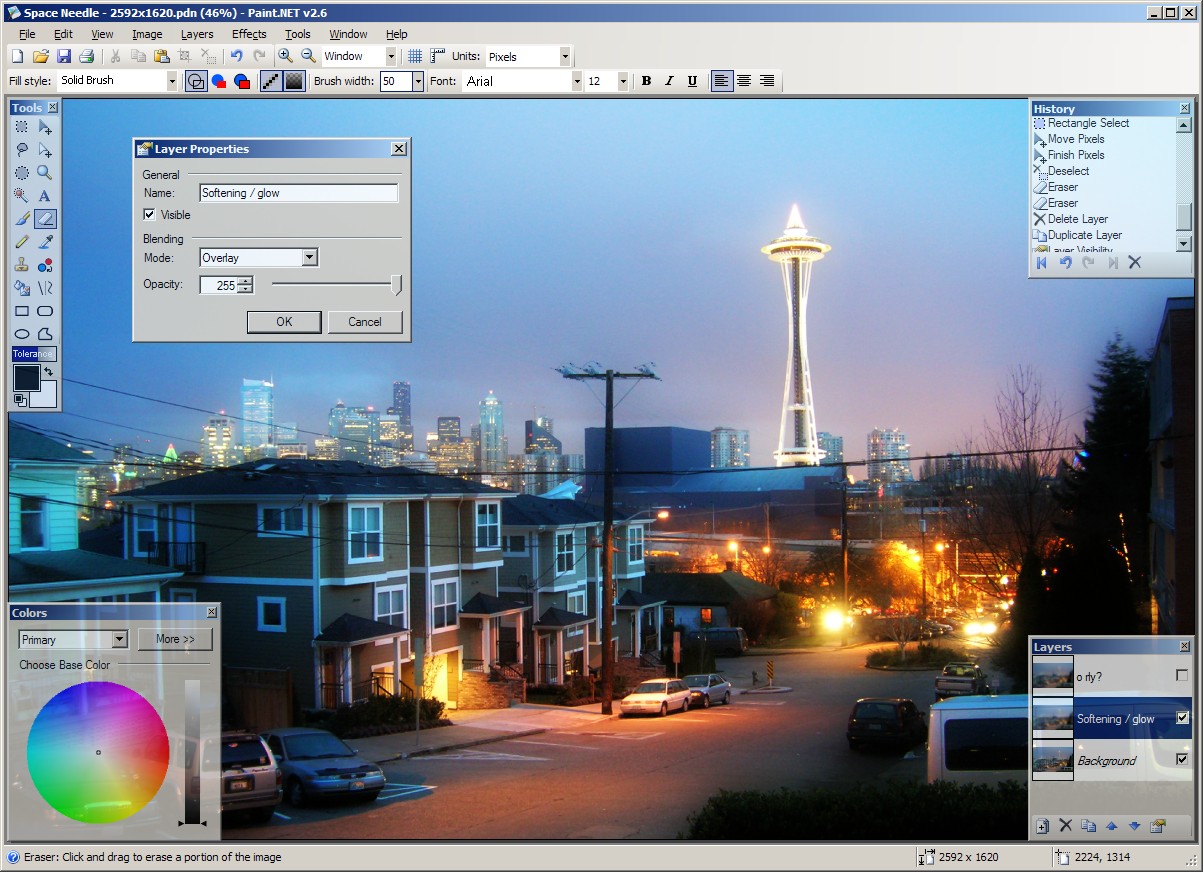 Space Needle - 2592x1620.pdn (46%) - Paint.NET v2.6
File Edit View Image Layers Effects Tools Window Help
Window Units: Pixels
Fill style: Solid Brush Brush width: 50 Font: Arial 12 B I U
Tools
Tolerance
Layer Properties
General
Name: Softening / glow
Visible
Blending
Mode: Overlay
Opacity: 255
OK Cancel
History
Rectangle Select
Move Pixels
Finish Pixels
Deselect
Eraser
Eraser
Delete Layer
Duplicate Layer
Layer Visibility
Colors
Primary More >>
Choose Base Color
Layers
o rly?
Softening / glow
Background
Eraser: Click and drag to erase a portion of the image 2592 x 1620 2224, 1314